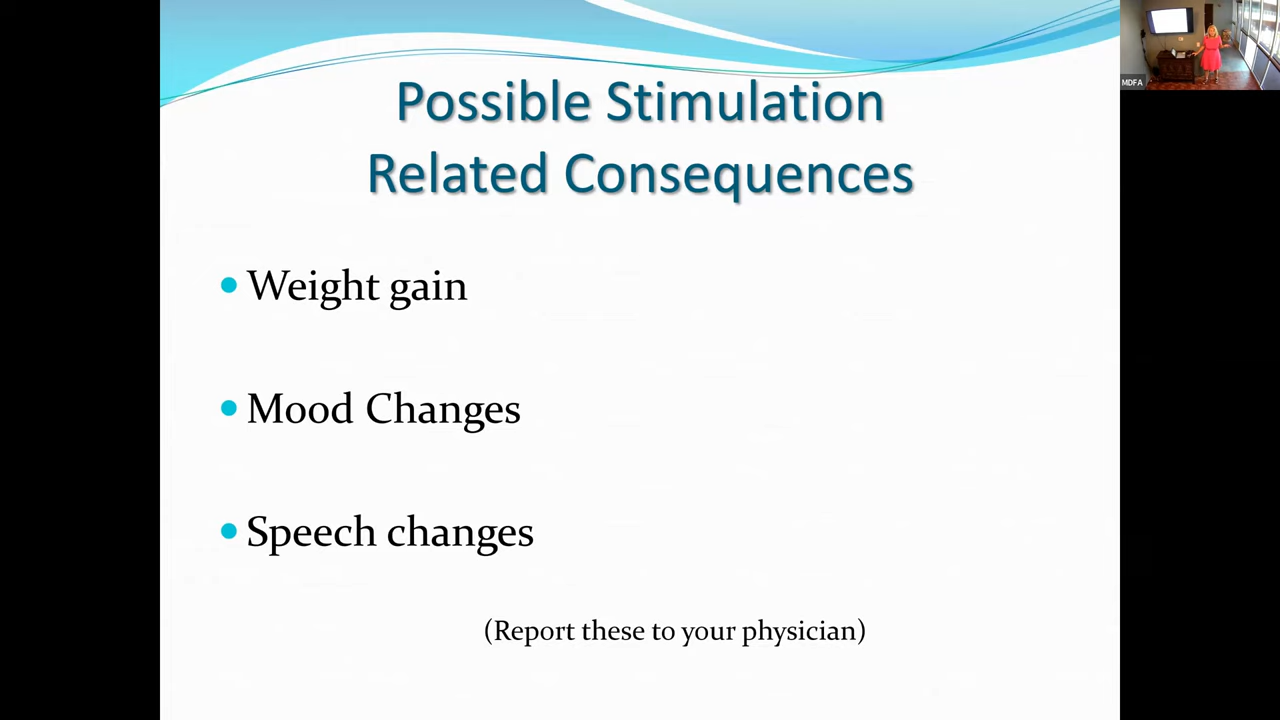 Possible Stimulation
Related Consequences
• Weight gain
• Mood Changes
• Speech changes
(Report these to your physician)
MDFA